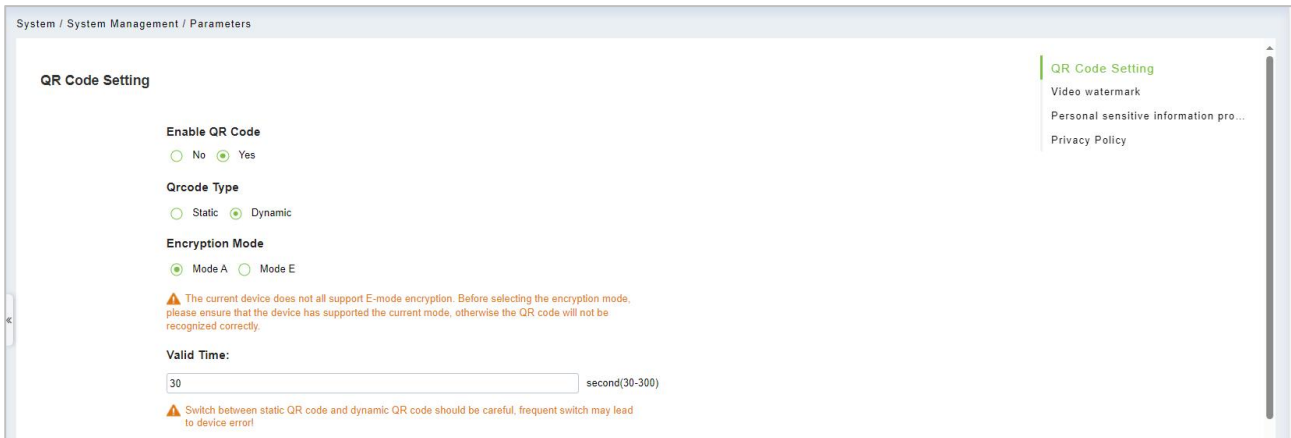 System / System Management / Parameters
QR Code Setting
Enable QR Code
No Yes
Qrcode Type
Static Dynamic
Encryption Mode
Mode A Mode E
The current device does not all support E-mode encryption. Before selecting the encryption mode,
please ensure that the device has supported the current mode, otherwise the QR code will not be
recognized correctly.
Valid Time:
30 second(30-300)
Switch between static QR code and dynamic QR code should be careful, frequent switch may lead
to device error!
QR Code Setting
Video watermark
Personal sensitive information pro...
Privacy Policy
«